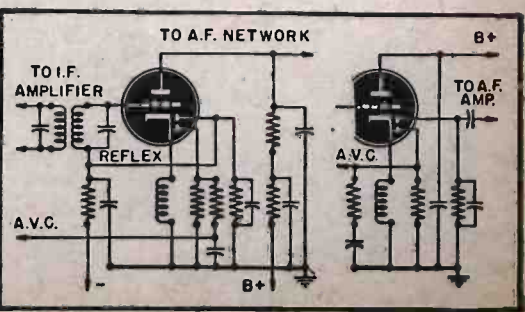 TO A.F. NETWORK
TO I.F.
AMPLIFIER
REFLEX
A.V.C.
-
B+
B+
TO A.F.
AMP.
A.V.C.